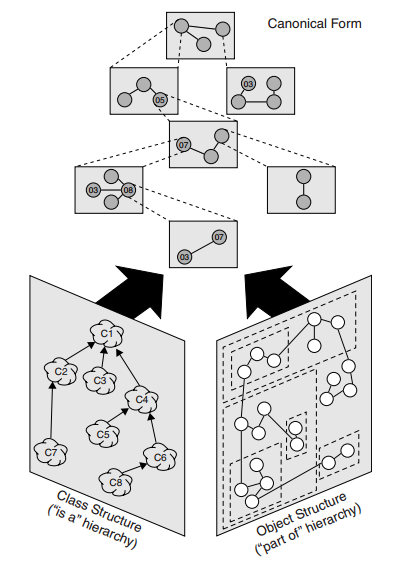 Canonical Form
03
05
07
03 08
07
03
C1
C2
C3
C4
C5
C7
C6
C8
Class Structure
("is a" hierarchy)
Object Structure
("part of" hierarchy)